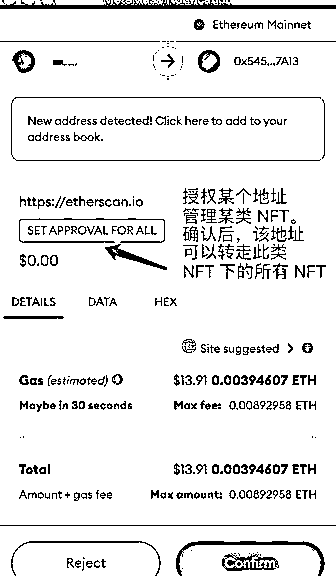 Ethereum Mainnet
0x545...7A13
New address detected! Click here to add to your
address book.
https://etherscan.io
SET APPROVAL FOR ALL
$0.00
授权某个地址
管理某类 NFT。
确认后，该地址
可以转走此类
NFT 下的所有 NFT
DETAILS DATA HEX
Site suggested >
Gas (estimated) $13.91 0.00394607 ETH
Maybe in 30 seconds Max fee: 0.00892958 ETH
Total $13.91 0.00394607 ETH
Amount + gas fee Max amount: 0.00892958 ETH
Reject Confirm